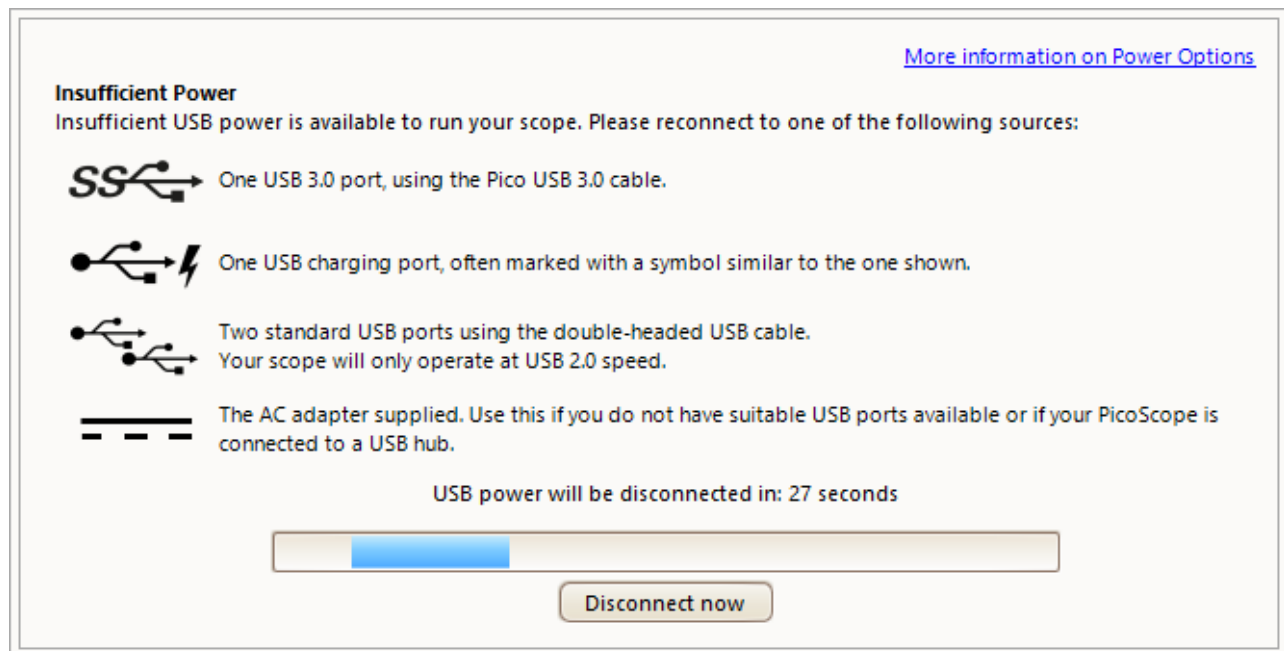 More information on Power Options
Insufficient Power
Insufficient USB power is available to run your scope. Please reconnect to one of the following sources:
SS One USB 3.0 port, using the Pico USB 3.0 cable.
One USB charging port, often marked with a symbol similar to the one shown.
Two standard USB ports using the double-headed USB cable.
Your scope will only operate at USB 2.0 speed.
The AC adapter supplied. Use this if you do not have suitable USB ports available or if your PicoScope is
connected to a USB hub.
USB power will be disconnected in: 27 seconds
Disconnect now